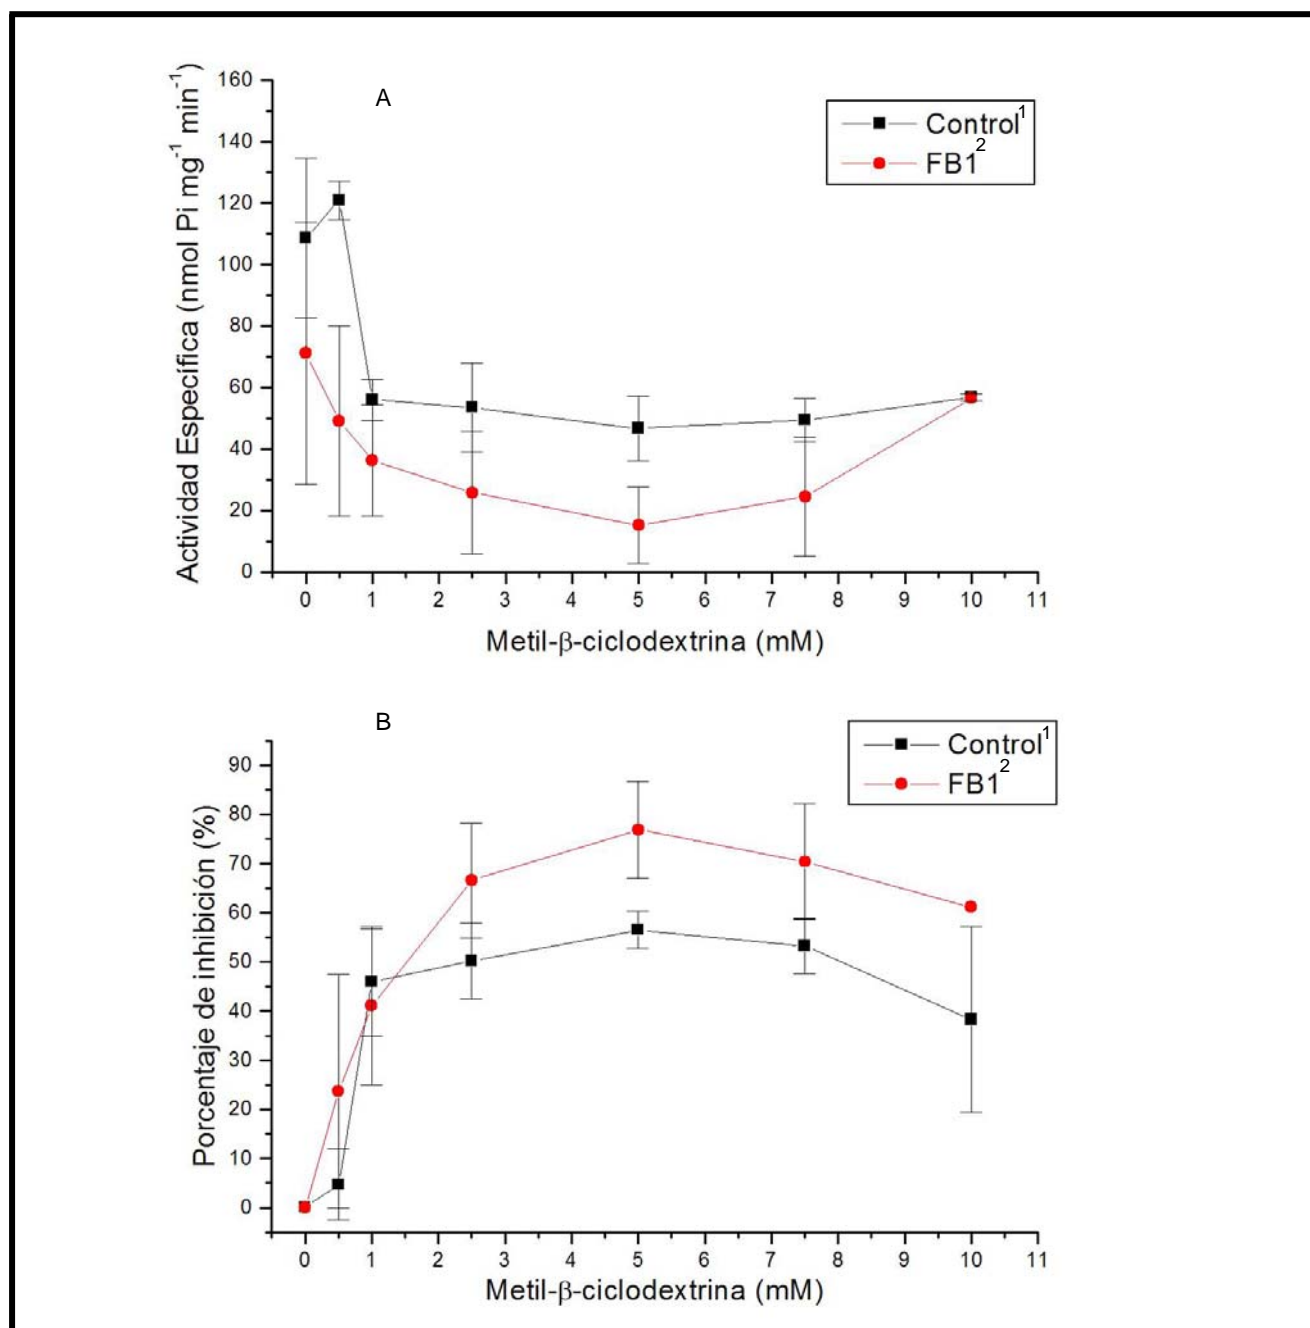 A
Control¹
FB1²
Actividad Específica (nmol Pi mg⁻¹ min⁻¹)
160
140
120
100
80
60
40
20
0
0 1 2 3 4 5 6 7 8 9 10 11
Metil-β-ciclodextrina (mM)
B
Control¹
FB1²
Porcentaje de inhibición (%)
90
80
70
60
50
40
30
20
10
0
0 1 2 3 4 5 6 7 8 9 10 11
Metil-β-ciclodextrina (mM)